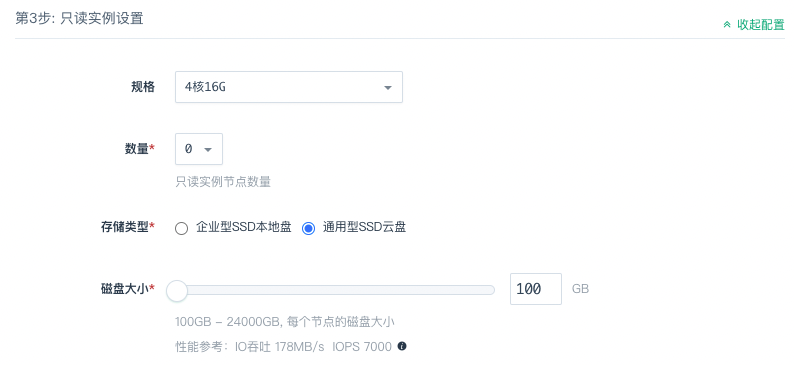 第3步: 只读实例设置
收起配置
规格 4核16G
数量* 0
只读实例节点数量
存储类型* 企业型SSD本地盘 通用型SSD云盘
磁盘大小* 100 GB
100GB - 24000GB, 每个节点的磁盘大小
性能参考: IO吞吐 178MB/s IOPS 7000